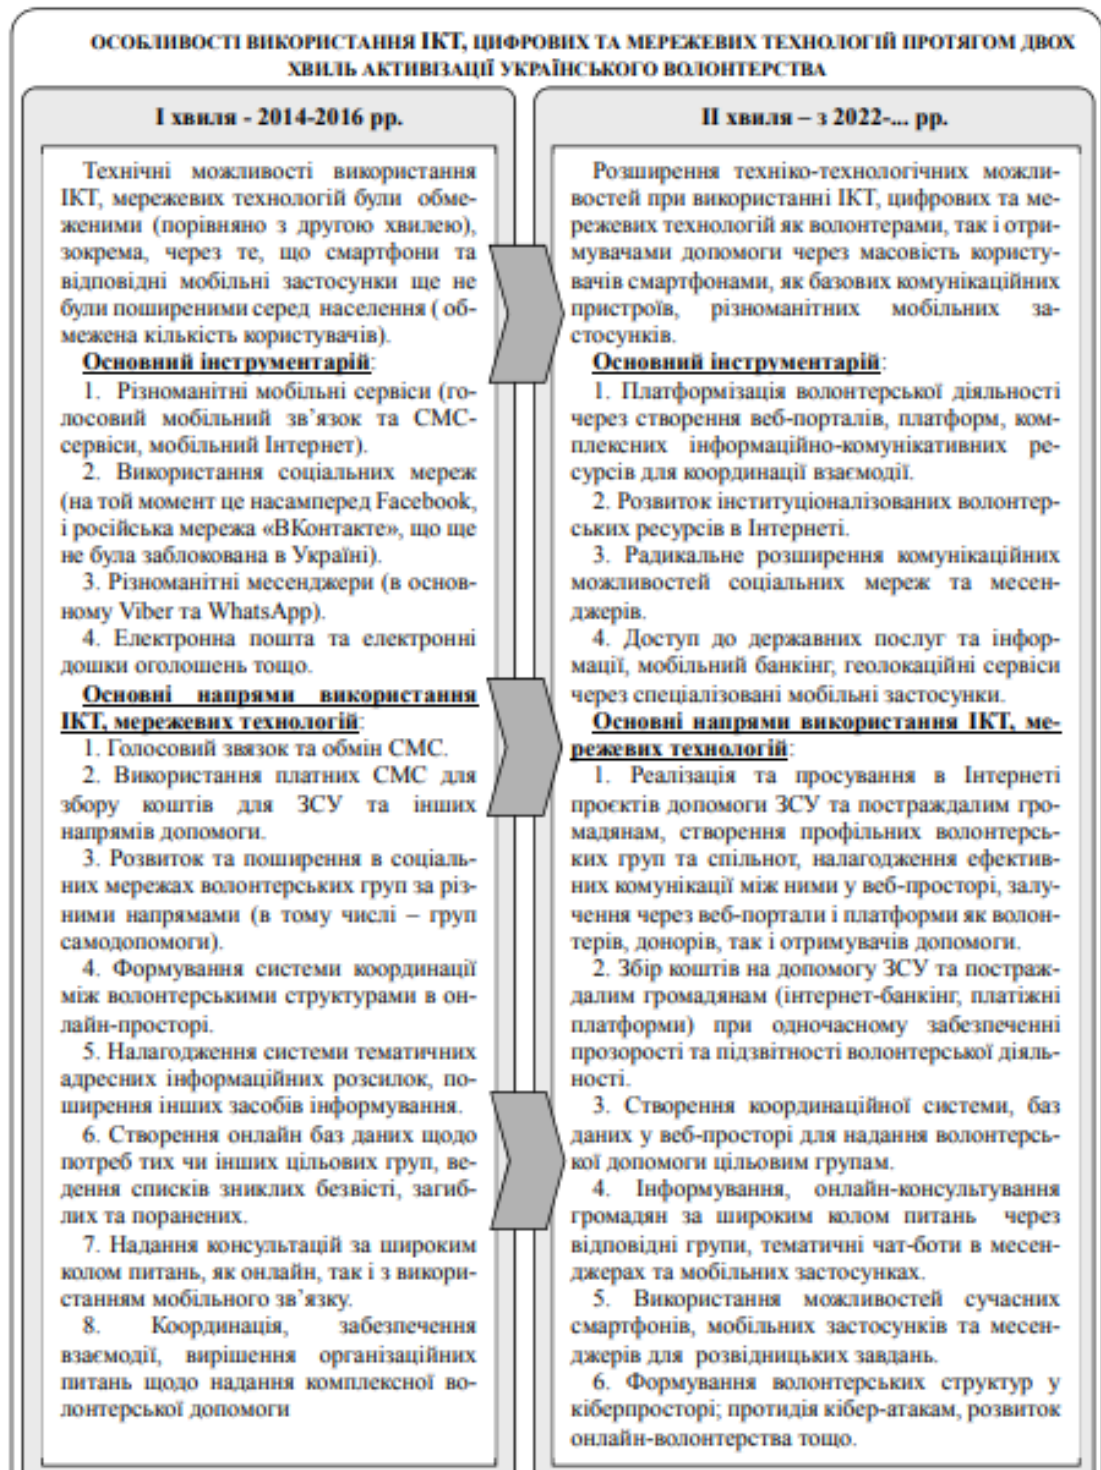 ОСОБЛИВОСТІ ВИКОРИСТАННЯ ІКТ, ЦИФРОВИХ ТА МЕРЕЖЕВИХ ТЕХНОЛОГІЙ ПРОТЯГОМ ДВОХ
ХВИЛЬ АКТИВІЗАЦІЇ УКРАЇНСЬКОГО ВОЛОНТЕРСТВА
І хвиля - 2014-2016 рр.
Технічні можливості використання
ІКТ, мережевих технологій були обме-
женими (порівняно з другою хвилею),
зокрема, через те, що смартфони та
відповідні мобільні застосунки ще не
були поширеними серед населення ( об-
межена кількість користувачів).
Основний інструментарій:
1. Різноманітні мобільні сервіси (го-
лосовий мобільний зв’язок та СМС-
сервіси, мобільний Інтернет).
2. Використання соціальних мереж
(на той момент це насамперед Facebook,
і російська мережа «ВКонтакте», що ще
не була заблокована в Україні).
3. Різноманітні месенджери (в основ-
ному Viber та WhatsApp).
4. Електронна пошта та електронні
дошки оголошень тощо.
Основні напрями використання
ІКТ, мережевих технологій:
1. Голосовий звязок та обмін СМС.
2. Використання платних СМС для
збору коштів для ЗСУ та інших
напрямів допомоги.
3. Розвиток та поширення в соціаль-
них мережах волонтерських груп за різ-
ними напрямами (в тому числі – груп
самодопомоги).
4. Формування системи координації
між волонтерськими структурами в он-
лайн-просторі.
5. Налагодження системи тематичних
адресних інформаційних розсилок, по-
ширення інших засобів інформування.
6. Створення онлайн баз даних щодо
потреб тих чи інших цільових груп, ве-
дення списків зниклих безвісті, загиб-
лих та поранених.
7. Надання консультацій за широким
колом питань, як онлайн, так і з викори-
станням мобільного зв’язку.
8. Координація, забезпечення
взаємодії, вирішення організаційних
питань щодо надання комплексної во-
лонтерської допомоги
ІІ хвиля – з 2022-... рр.
Розширення техніко-технологічних можли-
востей при використанні ІКТ, цифрових та ме-
режевих технологій як волонтерами, так і отри-
мувачами допомоги через масовість користу-
вачів смартфонами, як базових комунікаційних
пристроїв, різноманітних мобільних за-
стосунків.
Основний інструментарій:
1. Платформізація волонтерської діяльності
через створення веб-порталів, платформ, ком-
плексних інформаційно-комунікативних ре-
сурсів для координації взаємодії.
2. Розвиток інституціоналізованих волонтер-
ських ресурсів в Інтернеті.
3. Радикальне розширення комунікаційних
можливостей соціальних мереж та месен-
джерів.
4. Доступ до державних послуг та інфор-
мації, мобільний банкінг, геолокаційні сервіси
через спеціалізовані мобільні застосунки.
Основні напрями використання ІКТ, ме-
режевих технологій:
1. Реалізація та просування в Інтернеті
проєктів допомоги ЗСУ та постраждалим гро-
мадянам, створення профільних волонтерсь-
ких груп та спільнот, налагодження ефектив-
них комунікації між ними у веб-просторі, залу-
чення через веб-портали і платформи як волон-
терів, донорів, так і отримувачів допомоги.
2. Збір коштів на допомогу ЗСУ та постраж-
далим громадянам (інтернет-банкінг, платіжні
платформи) при одночасному забезпеченні
прозорості та підзвітності волонтерської діяль-
ності.
3. Створення координаційної системи, баз
даних у веб-просторі для надання волонтерсь-
кої допомоги цільовим групам.
4. Інформування, онлайн-консультування
громадян за широким колом питань через
відповідні групи, тематичні чат-боти в месен-
джерах та мобільних застосунках.
5. Використання можливостей сучасних
смартфонів, мобільних застосунків та месен-
джерів для розвідницьких завдань.
6. Формування волонтерських структур у
кіберпросторі; протидія кібер-атакам, розвиток
онлайн-волонтерства тощо.